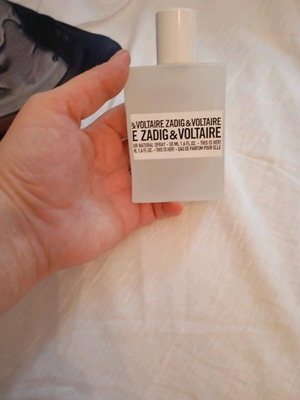 &VOLTAIRE ZADIG&VOLTAIRE
E ZADIG&VOLTAIRE
UR NATURAL SPRAY - 50 ML 1.6 FL.OZ. - THIS IS HER!
ML 1.6 FL.OZ. - THIS IS HER! - EAU DE PARFUM POUR ELLE